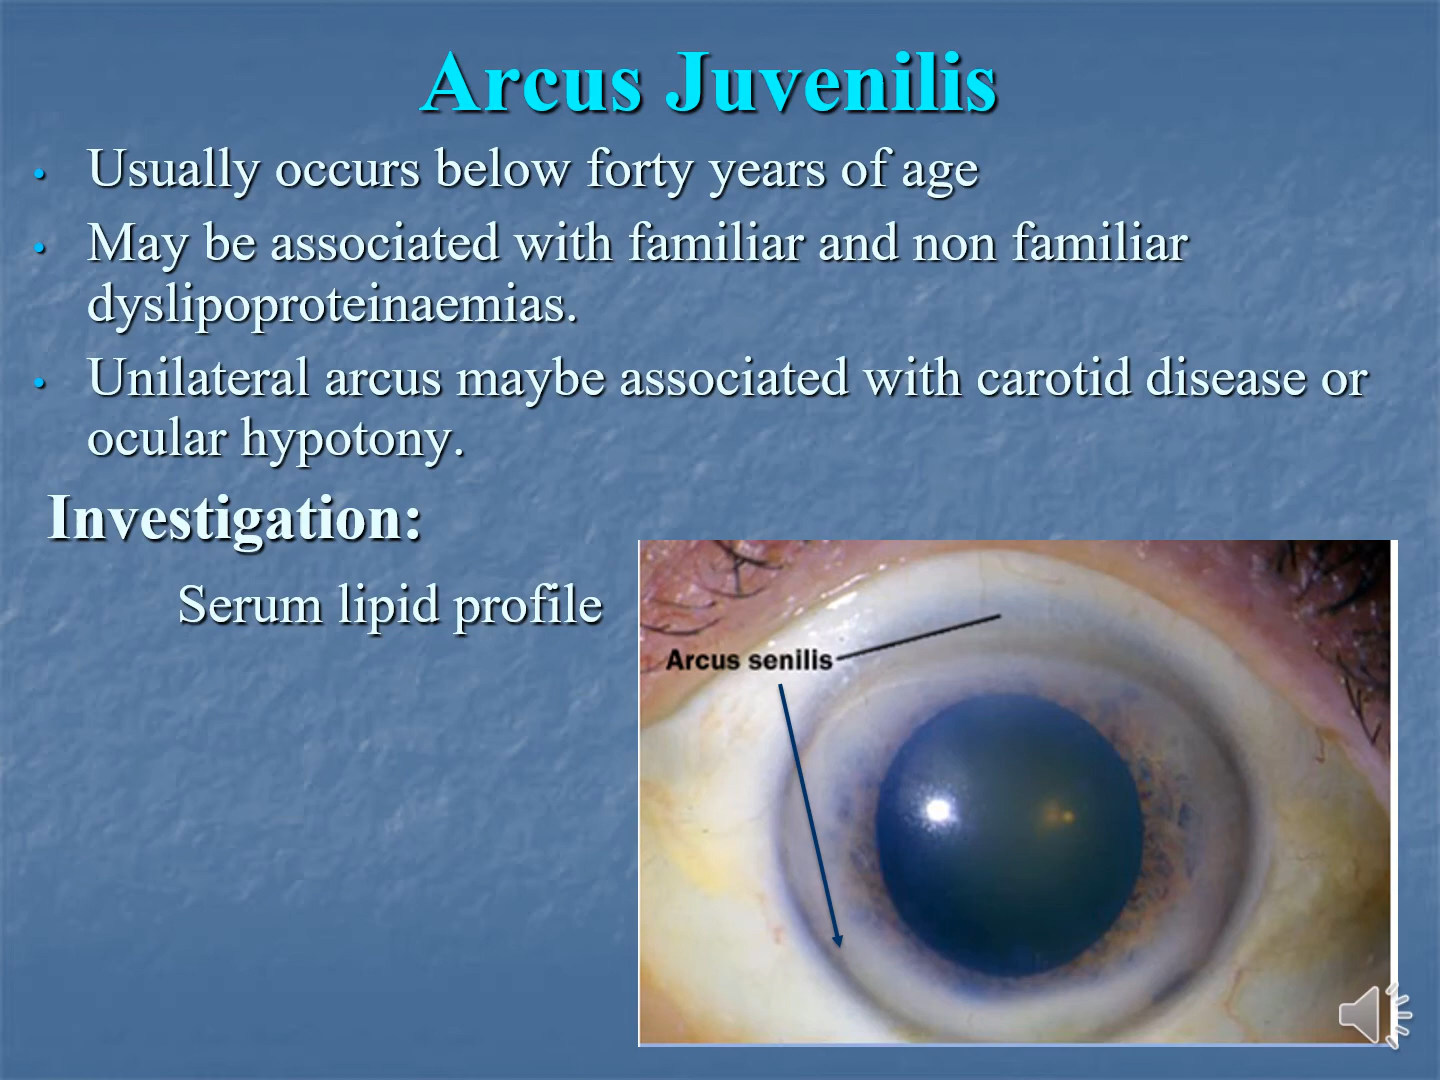 Arcus Juvenilis
• Usually occurs below forty years of age
• May be associated with familiar and non familiar
dyslipoproteinaemias.
• Unilateral arcus maybe associated with carotid disease or
ocular hypotony.
Investigation:
Serum lipid profile
Arcus senilis